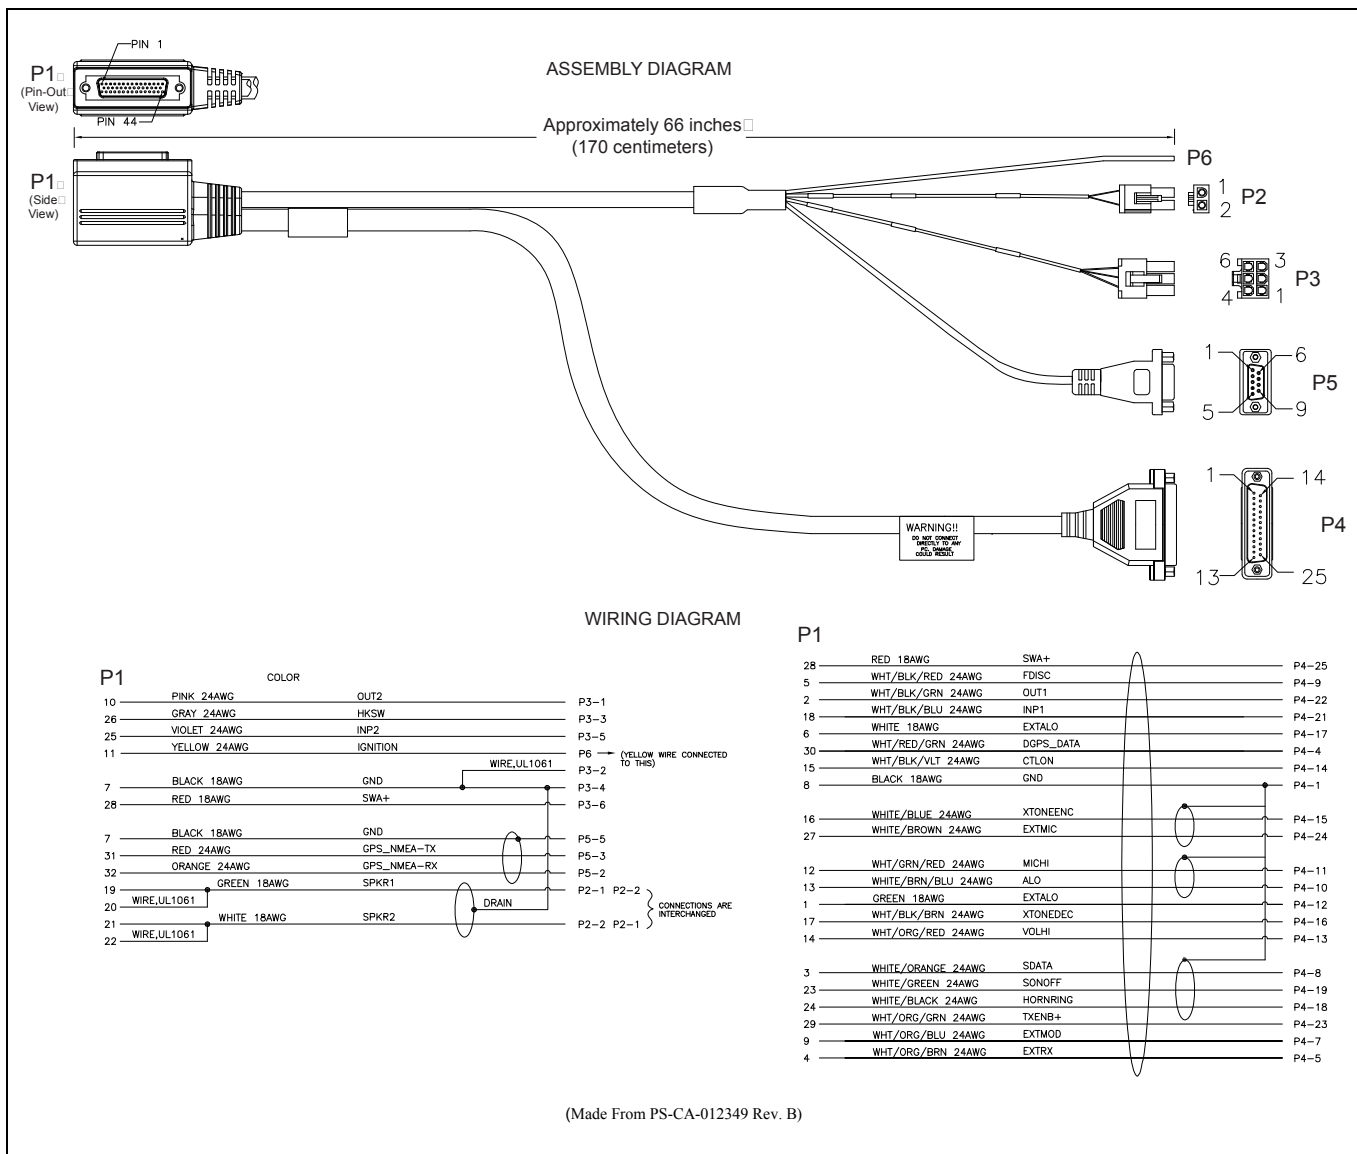 PIN 1
P1
(Pin-Out
View)
PIN 44
ASSEMBLY DIAGRAM
Approximately 66 inches
(170 centimeters)
P1
(Side
View)
P6
1
2
P2
6 3
4 1
P3
1 6
5 9
P5
1 14
13 25
P4
WARNING!!
DO NOT CONNECT
DIRECTLY TO ANY
PC. DAMAGE
COULD RESULT
WIRING DIAGRAM
P1
COLOR
10 PINK 24AWG OUT2 P3-1
26 GRAY 24AWG HKSW P3-3
25 VIOLET 24AWG INP2 P3-5
11 YELLOW 24AWG IGNITION P6 → (YELLOW WIRE CONNECTED
TO THIS)
WIRE,UL1061 P3-2
7 BLACK 18AWG GND P3-4
28 RED 18AWG SWA+ P3-6
7 BLACK 18AWG GND P5-5
31 RED 24AWG GPS_NMEA-TX P5-3
32 ORANGE 24AWG GPS_NMEA-RX P5-2
19 GREEN 18AWG SPKR1 P2-1 P2-2
20 WIRE,UL1061
DRAIN
CONNECTIONS ARE
INTERCHANGED
21 WHITE 18AWG SPKR2 P2-2 P2-1
22 WIRE,UL1061
P1
28 RED 18AWG SWA+ P4-25
5 WHT/BLK/RED 24AWG FDISC P4-9
2 WHT/BLK/GRN 24AWG OUT1 P4-22
18 WHT/BLK/BLU 24AWG INP1 P4-21
6 WHITE 18AWG EXTALO P4-17
30 WHT/RED/GRN 24AWG DGPS_DATA P4-4
15 WHT/BLK/VLT 24AWG CTLON P4-14
8 BLACK 18AWG GND P4-1
16 WHITE/BLUE 24AWG XTONEENC P4-15
27 WHITE/BROWN 24AWG EXTMIC P4-24
12 WHT/GRN/RED 24AWG MICHI P4-11
13 WHITE/BRN/BLU 24AWG ALO P4-10
1 GREEN 18AWG EXTALO P4-12
17 WHT/BLK/BRN 24AWG XTONEDEC P4-16
14 WHT/ORG/RED 24AWG VOLHI P4-13
3 WHITE/ORANGE 24AWG SDATA P4-8
23 WHITE/GREEN 24AWG SONOFF P4-19
24 WHITE/BLACK 24AWG HORNRING P4-18
29 WHT/ORG/GRN 24AWG TXENB+ P4-23
9 WHT/ORG/BLU 24AWG EXTMOD P4-7
4 WHT/ORG/BRN 24AWG EXTRX P4-5
(Made From PS-CA-012349 Rev. B)